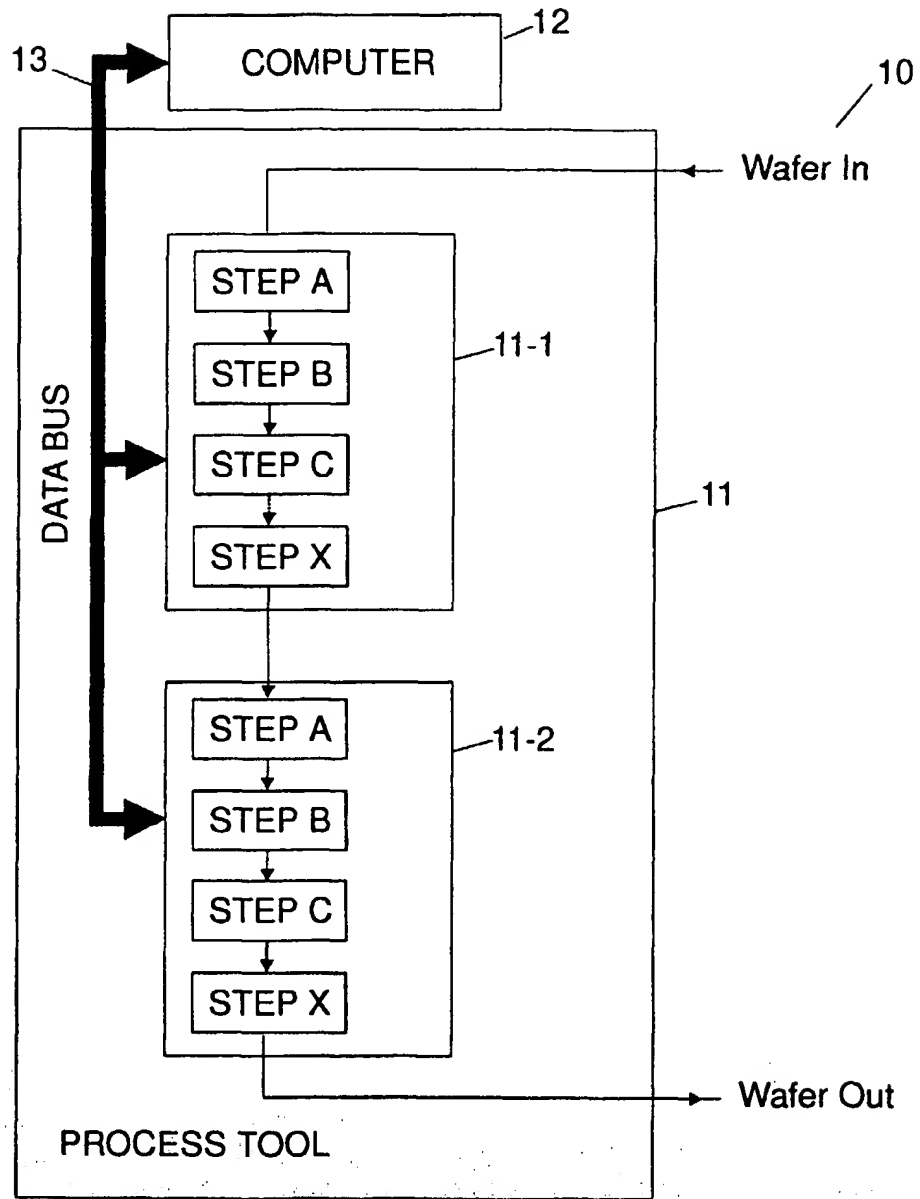 12
13
COMPUTER
10
Wafer In
STEP A
STEP B
11-1
STEP C
DATA BUS
11
STEP X
STEP A
11-2
STEP B
STEP C
STEP X
Wafer Out
PROCESS TOOL